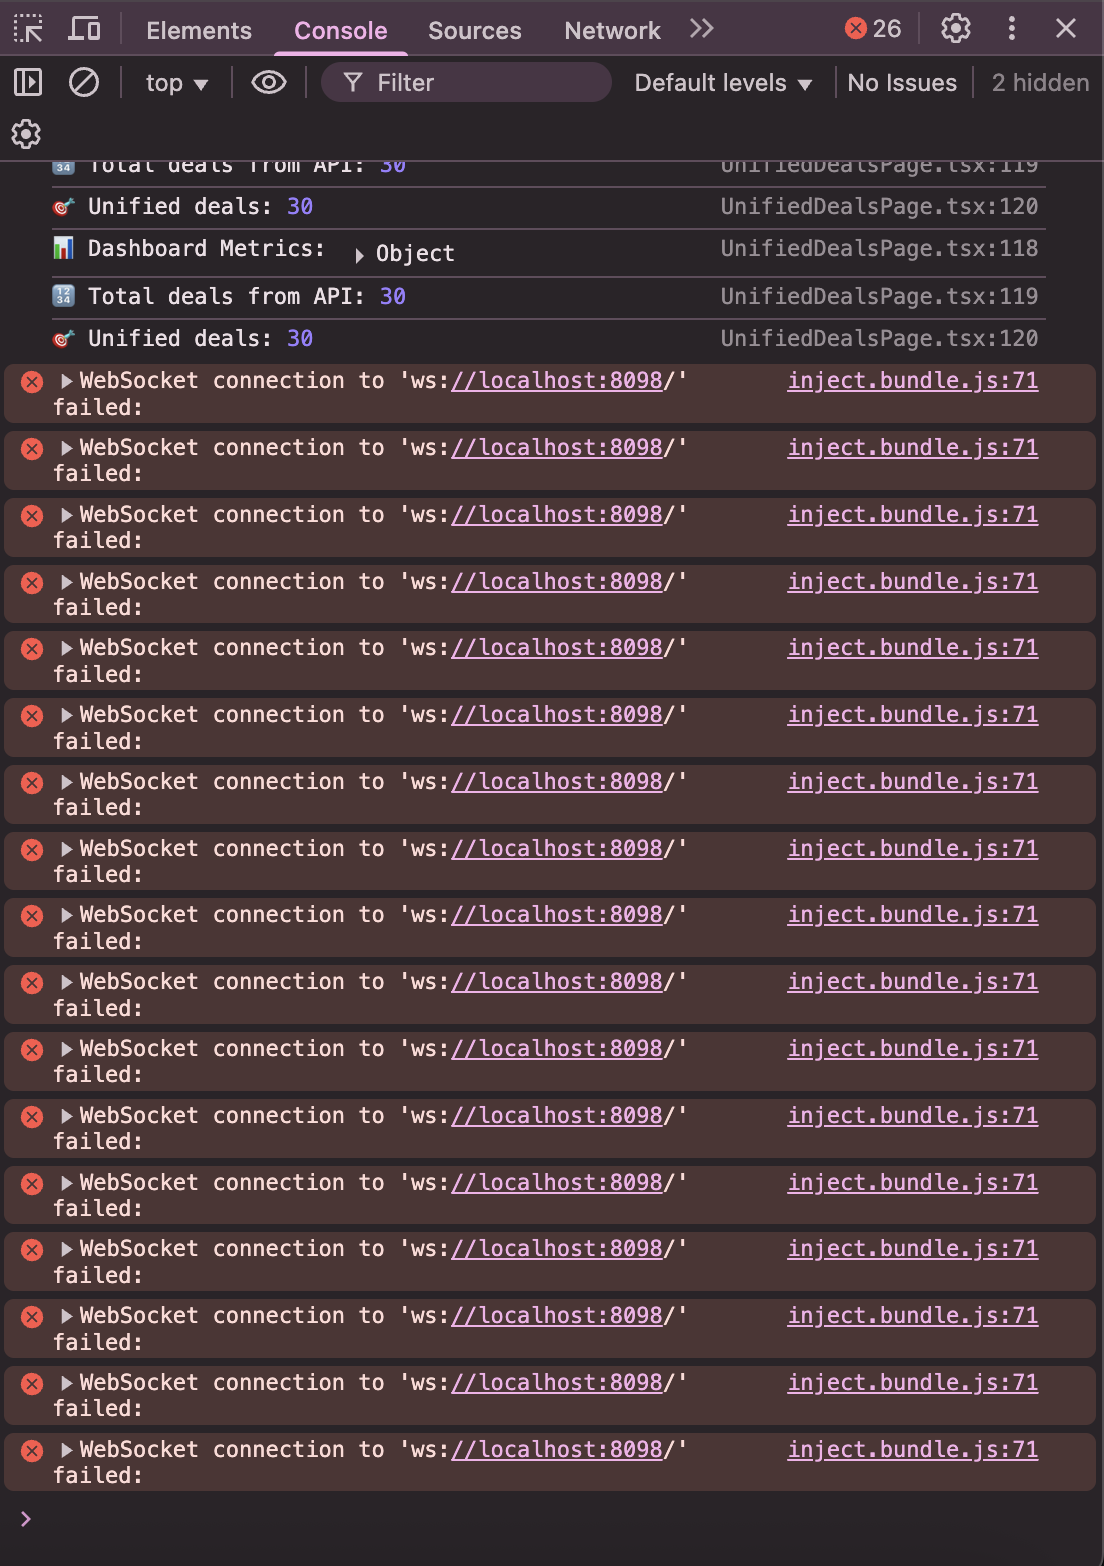 Elements Console Sources Network 26
top Filter Default levels No Issues 2 hidden
Total deals from API: 30 UnifiedDealsPage.tsx:119
Unified deals: 30 UnifiedDealsPage.tsx:120
Dashboard Metrics: Object UnifiedDealsPage.tsx:118
Total deals from API: 30 UnifiedDealsPage.tsx:119
Unified deals: 30 UnifiedDealsPage.tsx:120
WebSocket connection to 'ws://localhost:8098/' inject.bundle.js:71
failed:
WebSocket connection to 'ws://localhost:8098/' inject.bundle.js:71
failed:
WebSocket connection to 'ws://localhost:8098/' inject.bundle.js:71
failed:
WebSocket connection to 'ws://localhost:8098/' inject.bundle.js:71
failed:
WebSocket connection to 'ws://localhost:8098/' inject.bundle.js:71
failed:
WebSocket connection to 'ws://localhost:8098/' inject.bundle.js:71
failed:
WebSocket connection to 'ws://localhost:8098/' inject.bundle.js:71
failed:
WebSocket connection to 'ws://localhost:8098/' inject.bundle.js:71
failed:
WebSocket connection to 'ws://localhost:8098/' inject.bundle.js:71
failed:
WebSocket connection to 'ws://localhost:8098/' inject.bundle.js:71
failed:
WebSocket connection to 'ws://localhost:8098/' inject.bundle.js:71
failed:
WebSocket connection to 'ws://localhost:8098/' inject.bundle.js:71
failed:
WebSocket connection to 'ws://localhost:8098/' inject.bundle.js:71
failed:
WebSocket connection to 'ws://localhost:8098/' inject.bundle.js:71
failed:
WebSocket connection to 'ws://localhost:8098/' inject.bundle.js:71
failed:
WebSocket connection to 'ws://localhost:8098/' inject.bundle.js:71
failed:
WebSocket connection to 'ws://localhost:8098/' inject.bundle.js:71
failed: